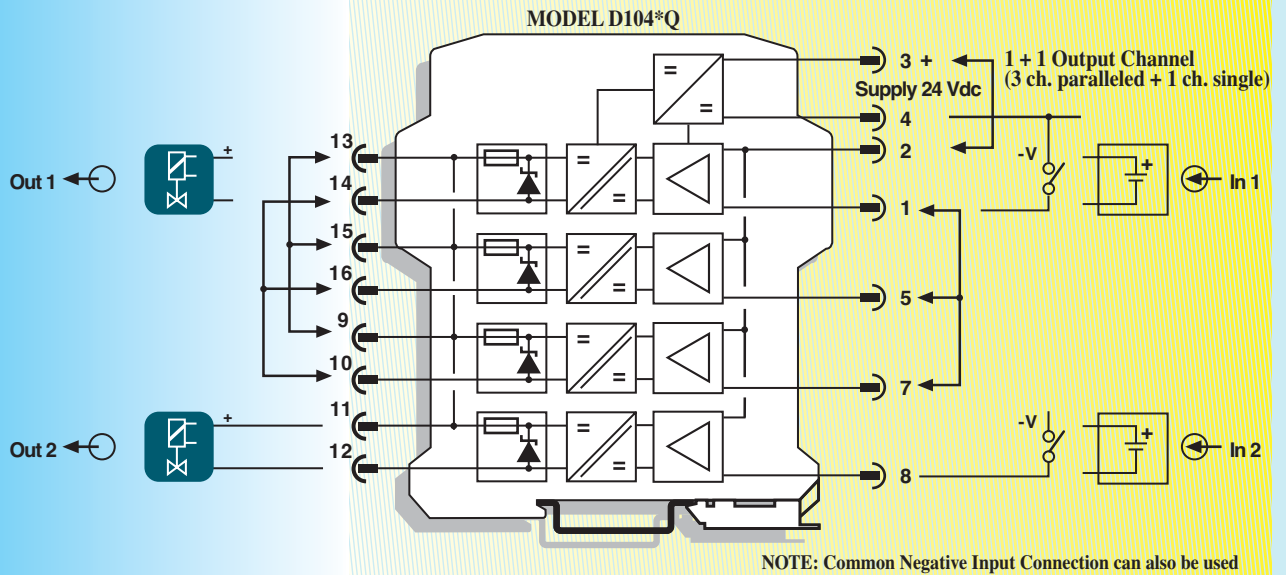 MODEL D104*Q
3 +
1 + 1 Output Channel
(3 ch. paralleled + 1 ch. single)
Supply 24 Vdc
4
13
2
+
-V
+
Out 1
14
In 1
1
15
16
5
9
10
7
11
+
-V
+
Out 2
12
In 2
8
=
=
=
=
=
=
=
=
=
=
NOTE: Common Negative Input Connection can also be used